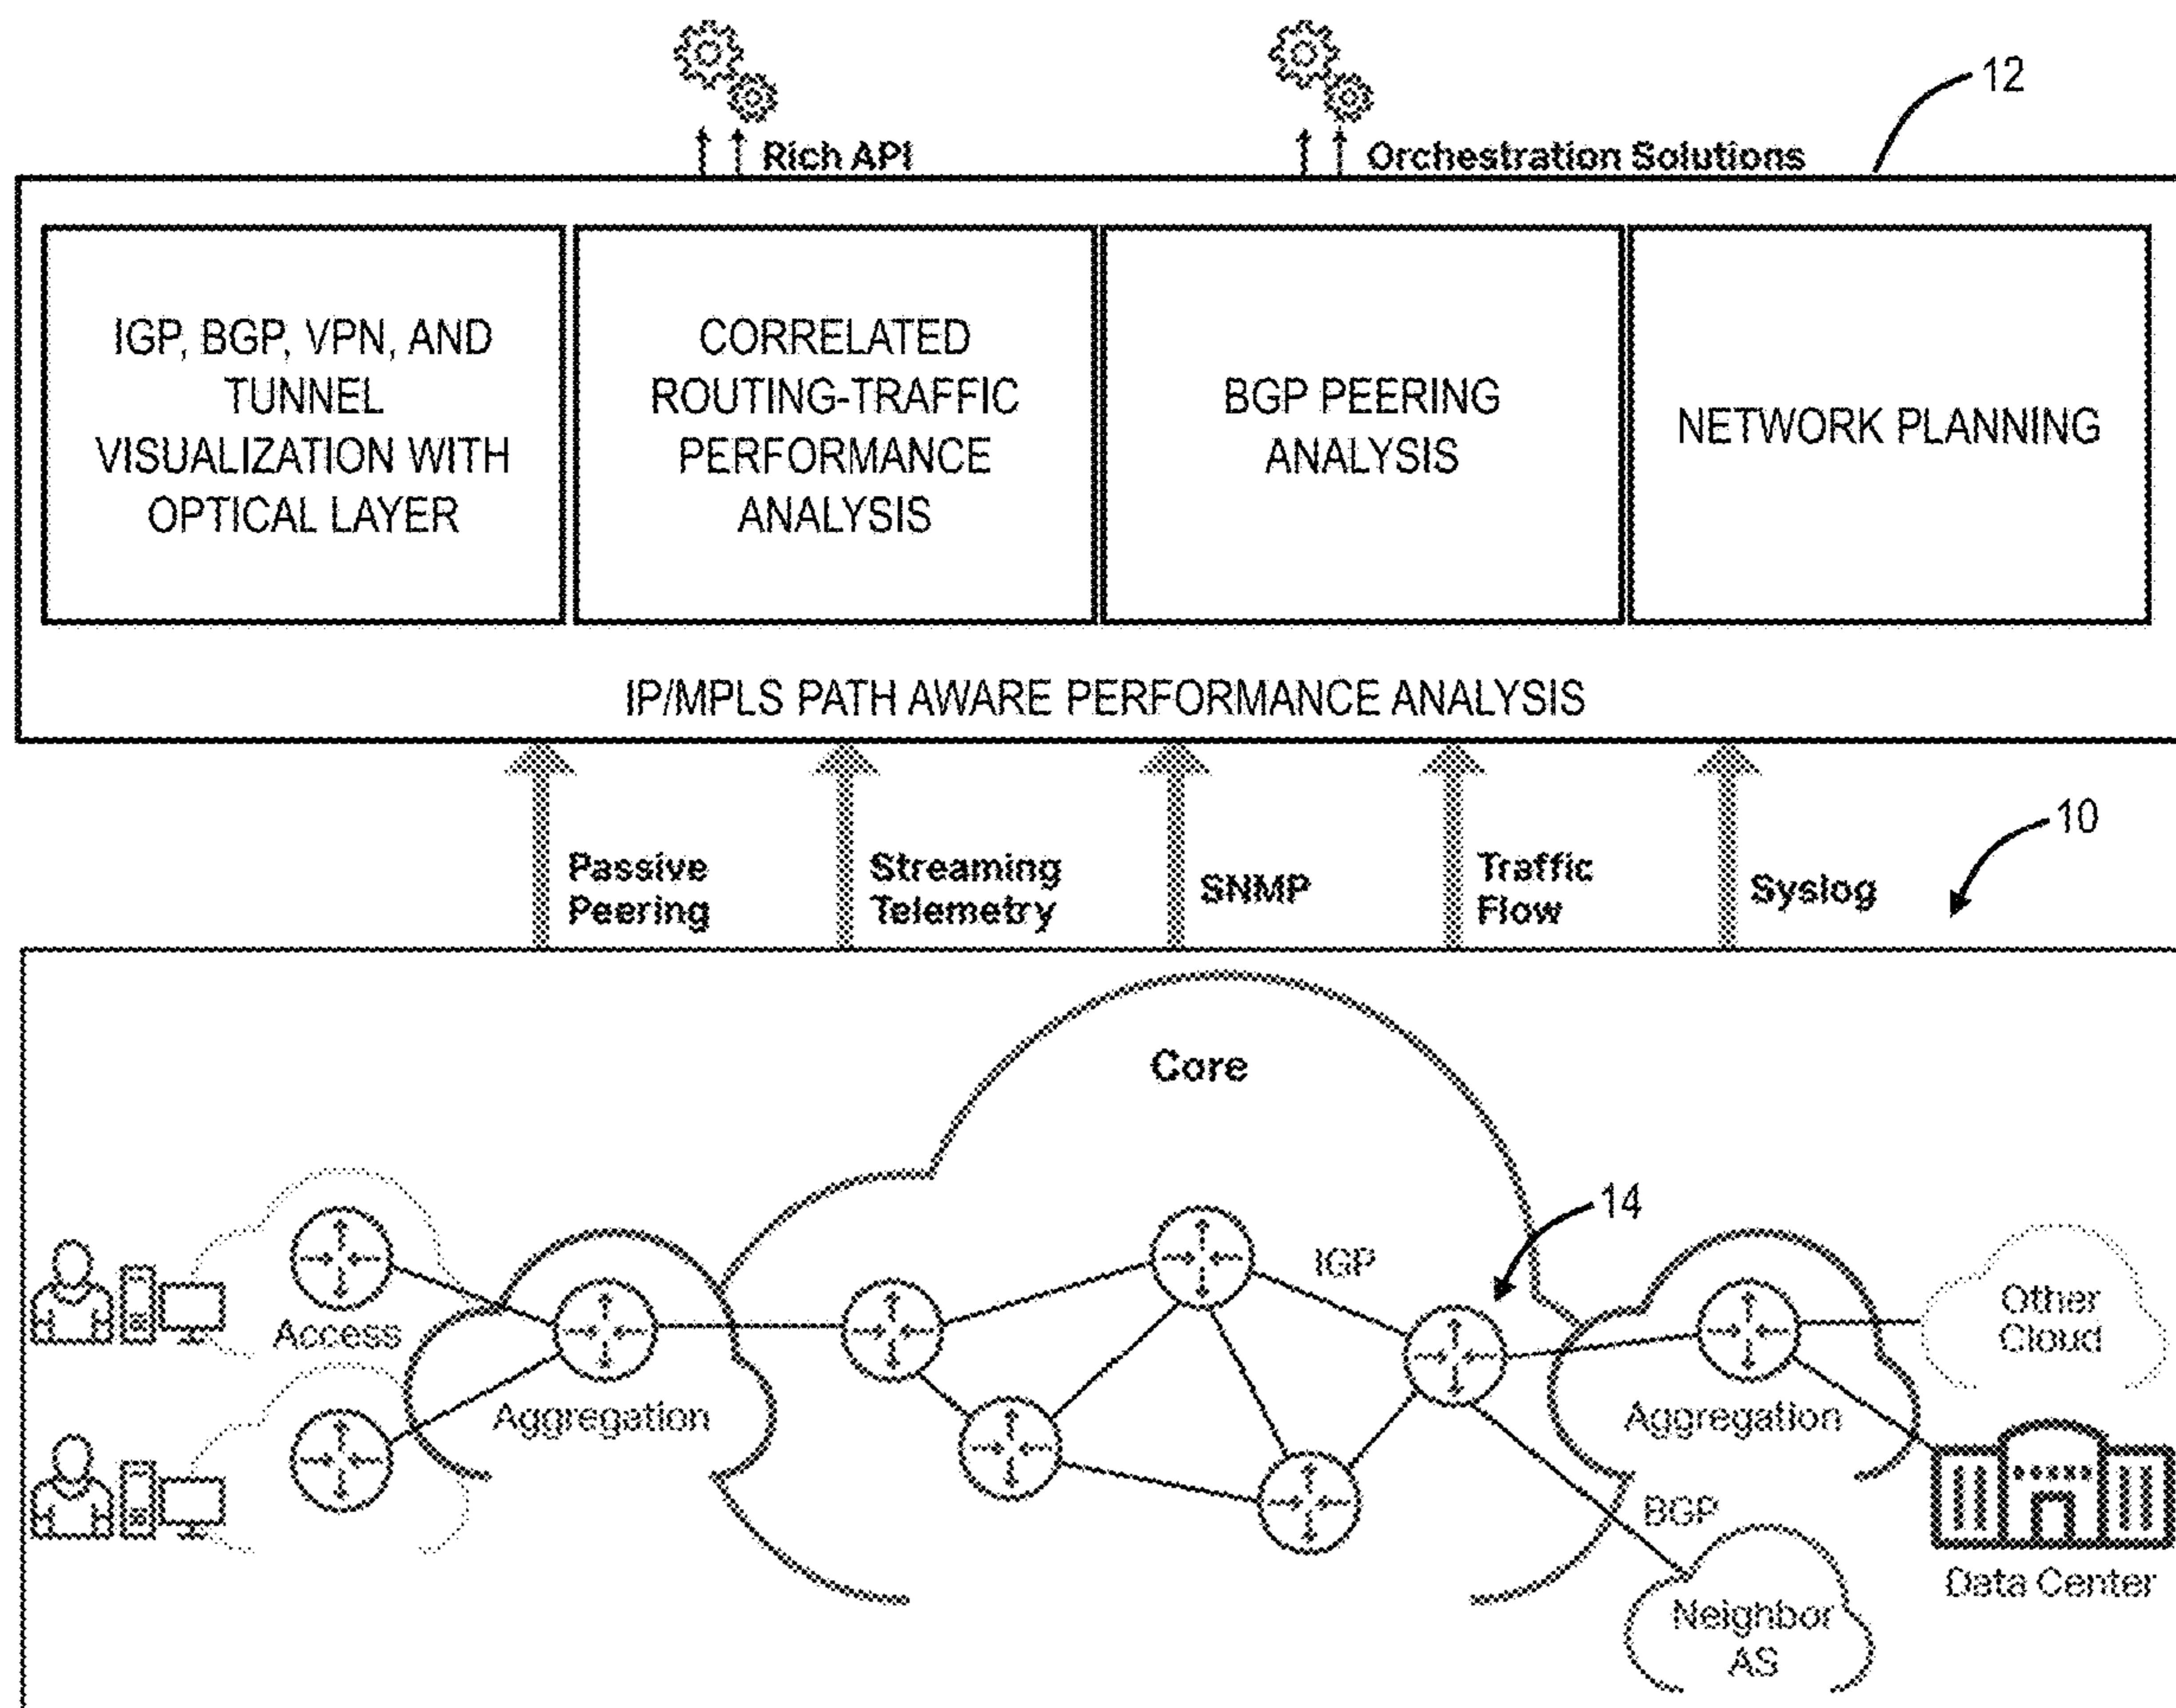 12
Rich API
Orchestration Solutions
IGP, BGP, VPN, AND
TUNNEL
VISUALIZATION WITH
OPTICAL LAYER
CORRELATED
ROUTING-TRAFFIC
PERFORMANCE
ANALYSIS
BGP PEERING
ANALYSIS
NETWORK PLANNING
IP/MPLS PATH AWARE PERFORMANCE ANALYSIS
10
Passive
Peering
Streaming
Telemetry
SNMP
Traffic
Flow
Syslog
Core
14
IGP
Access
Aggregation
Aggregation
Other
Cloud
BGP
Data Center
Neighbor
AS